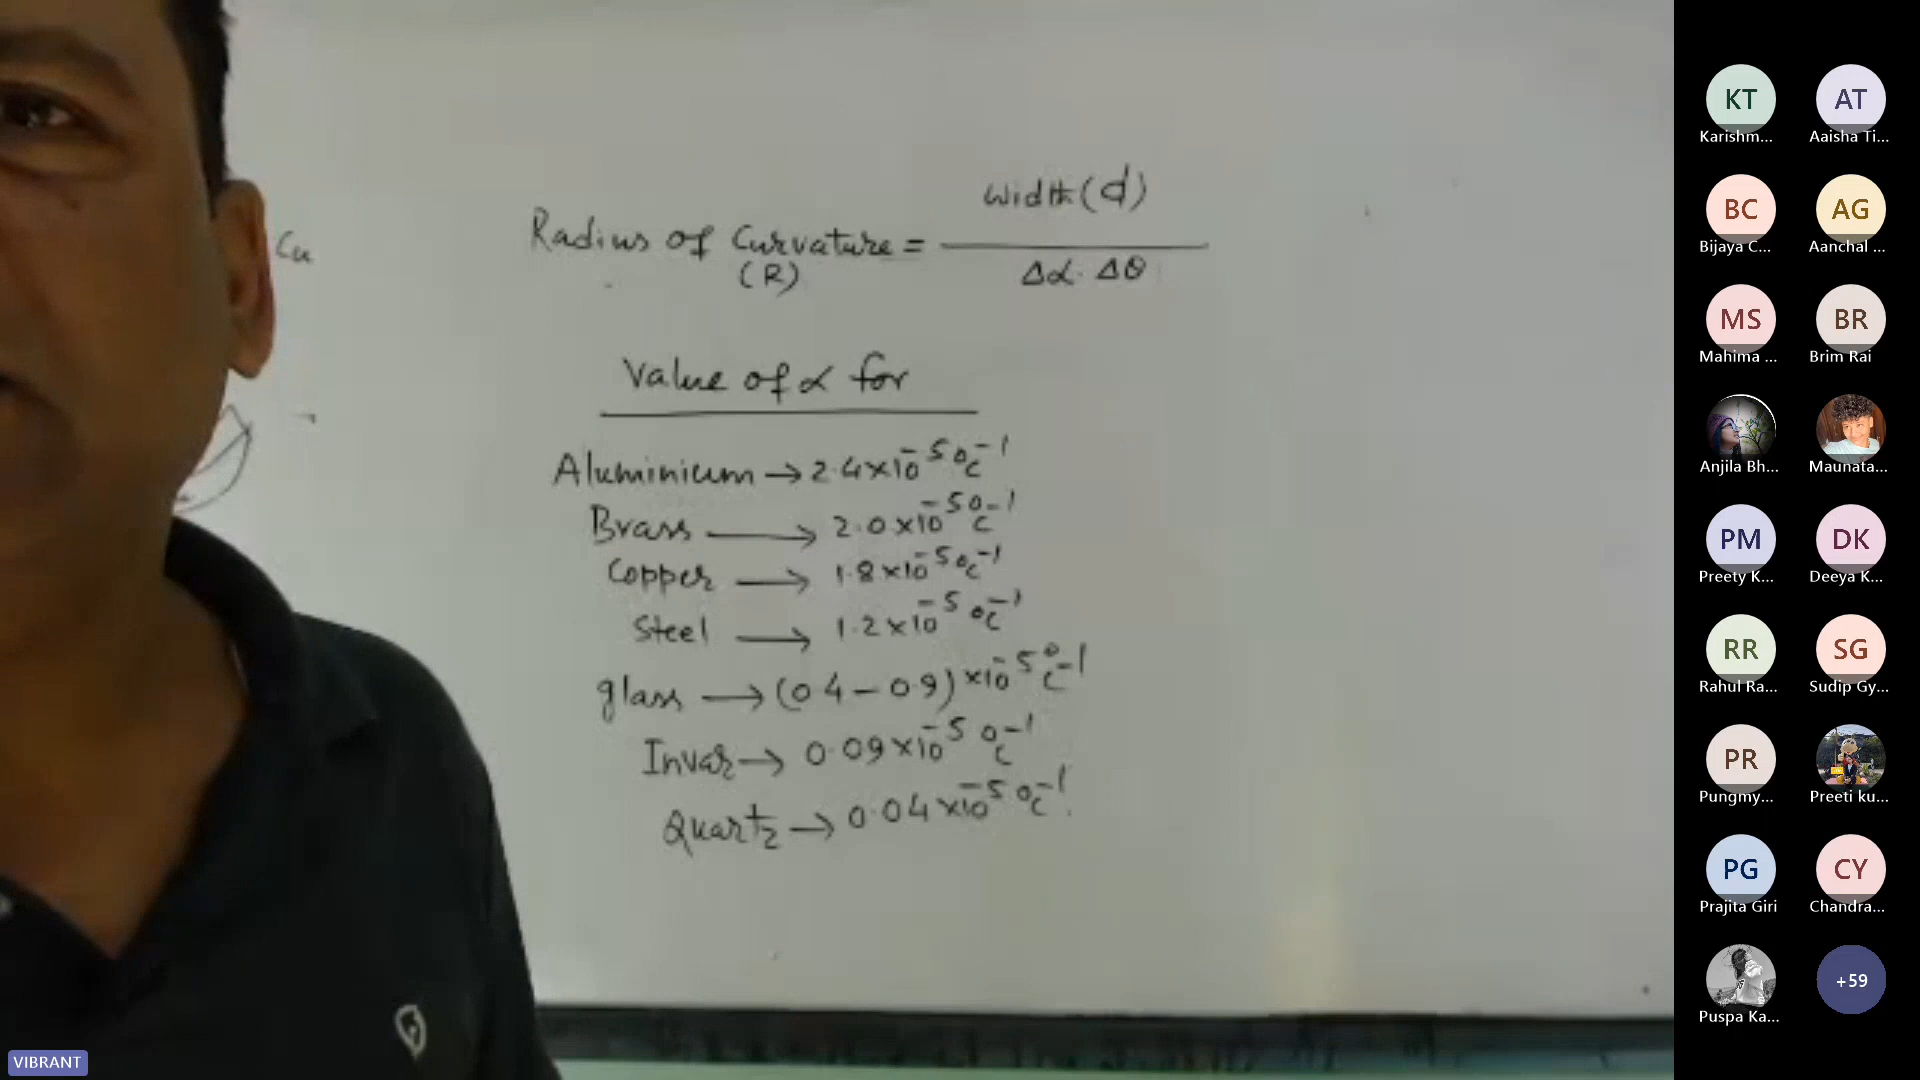 Width (d)
Radius of Curvature =
(R)
Δα. Δθ
Cu
Value of α for
Aluminium → 2.4×10⁻⁵ °C⁻¹
Brass → 2.0×10⁻⁵ °C⁻¹
Copper → 1.8×10⁻⁵ °C⁻¹
Steel → 1.2×10⁻⁵ °C⁻¹
glass → (0.4 – 0.9) ×10⁻⁵ °C⁻¹
Invar → 0.09×10⁻⁵ °C⁻¹
Quartz → 0.04×10⁻⁵ °C⁻¹.
VIBRANT
KT AT
Karishm... Aaisha Ti...
BC AG
Bijaya C... Aanchal ...
MS BR
Mahima ... Brim Rai
Anjila Bh... Maunata...
PM DK
Preety K... Deeya K...
RR SG
Rahul Ra... Sudip Gy...
PR
Pungmy... Preeti ku...
PG CY
Prajita Giri Chandra...
+59
Puspa Ka...